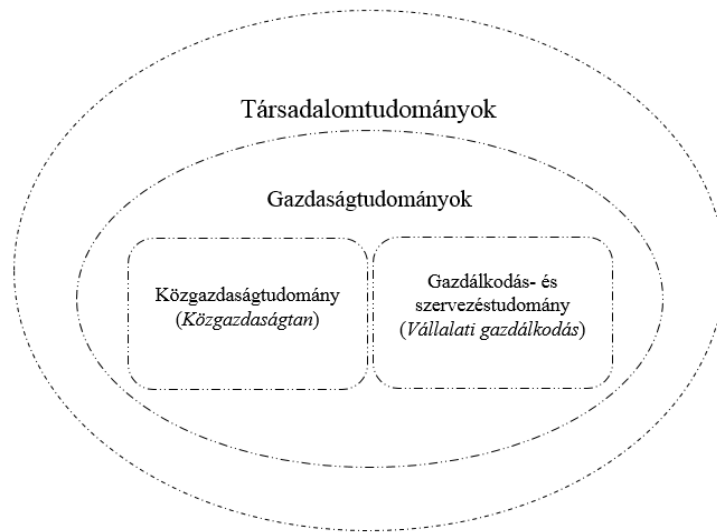 Társadalomtudományok
Gazdaságtudományok
Közgazdaságtudomány
(Közgazdaságtan)
Gazdálkodás- és
szervezéstudomány
(Vállalati gazdálkodás)